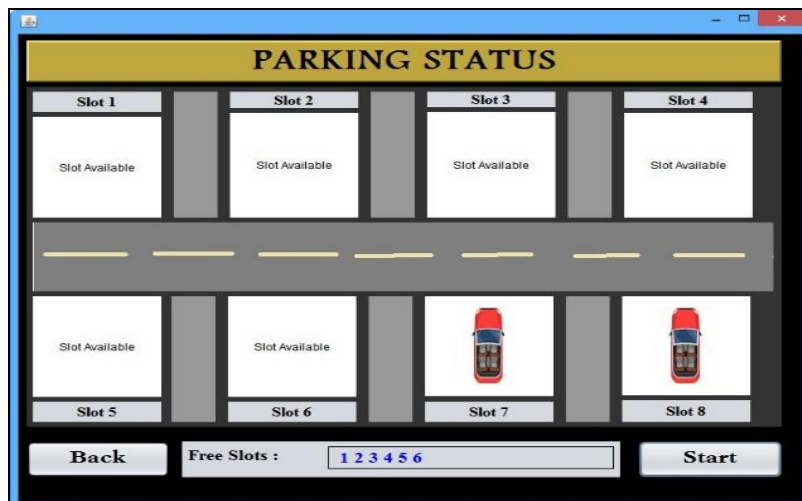 PARKING STATUS
Slot 1
Slot 2
Slot 3
Slot 4
Slot Available
Slot Available
Slot Available
Slot Available
Slot Available
Slot Available
Slot 5
Slot 6
Slot 7
Slot 8
Back
Free Slots :
1 2 3 4 5 6
Start